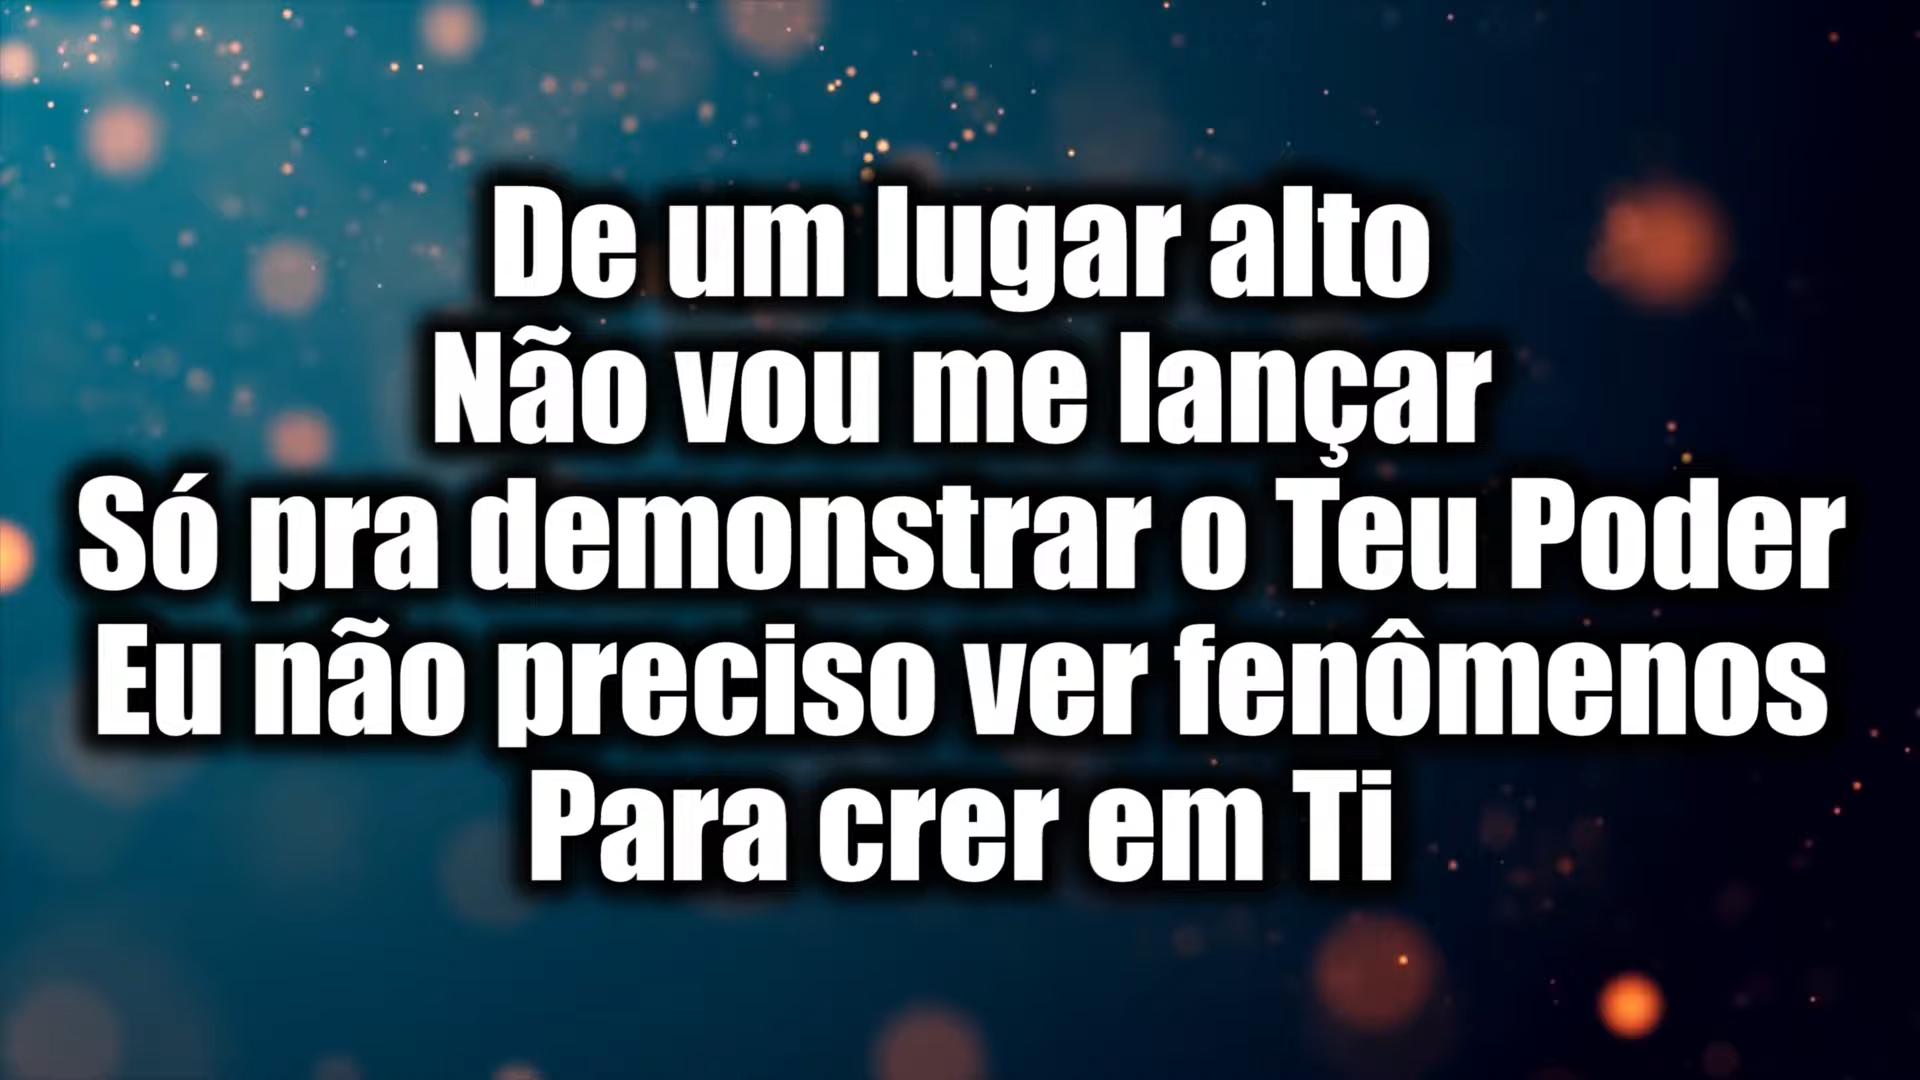 De um lugar alto
Não vou me lançar
Só pra demonstrar o Teu Poder
Eu não preciso ver fenômenos
Para crer em Ti